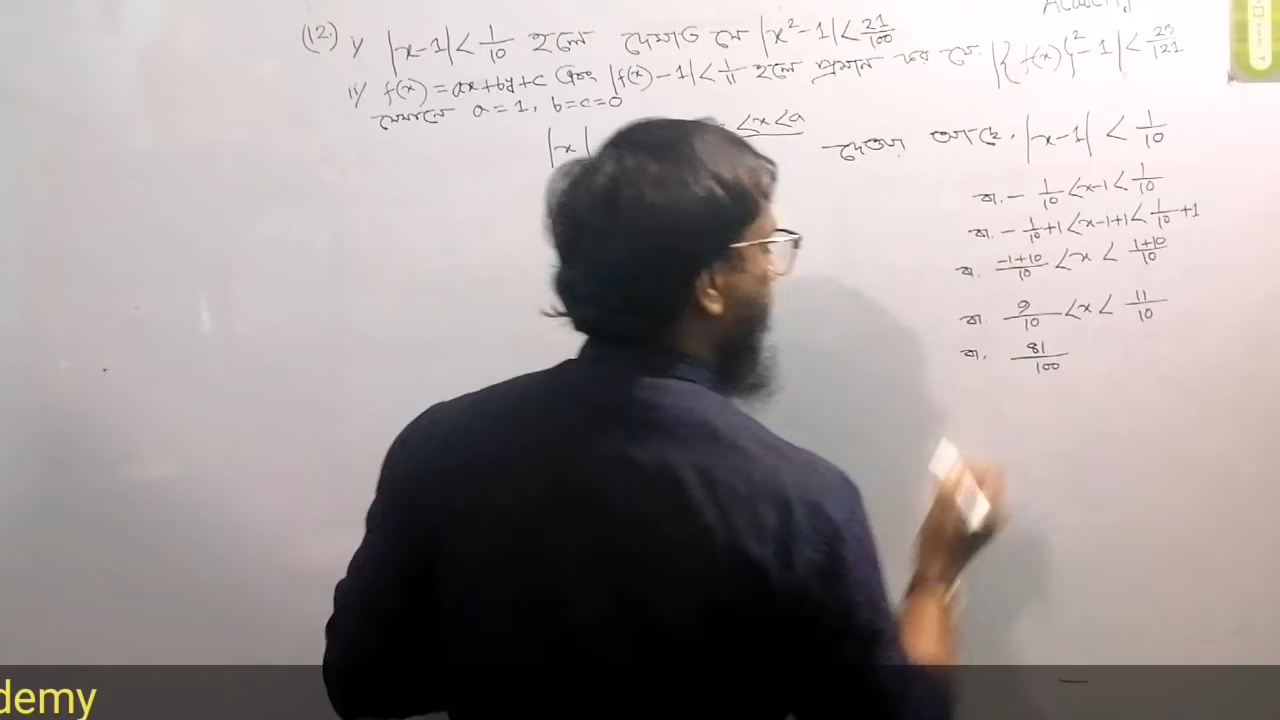 (12.) i) |x-1| < 1/10 হলে দেখাও যে |x² - 1| < 21/100
ii) f(x) = ax+by+c এবং |f(x) - 1| < 1/11 হলে প্রমাণ কর যে |{f(x)}² - 1| < 23/121
যেখানে a = 1, b = c = 0
|x| <x<a
দেওয়া আছে, |x-1| < 1/10
বা, - 1/10 < x-1 < 1/10
বা, - 1/10 + 1 < x-1+1 < 1/10 + 1
বা, -1+10/10 < x < 1+10/10
বা, 9/10 < x < 11/10
বা, 81/100
demy